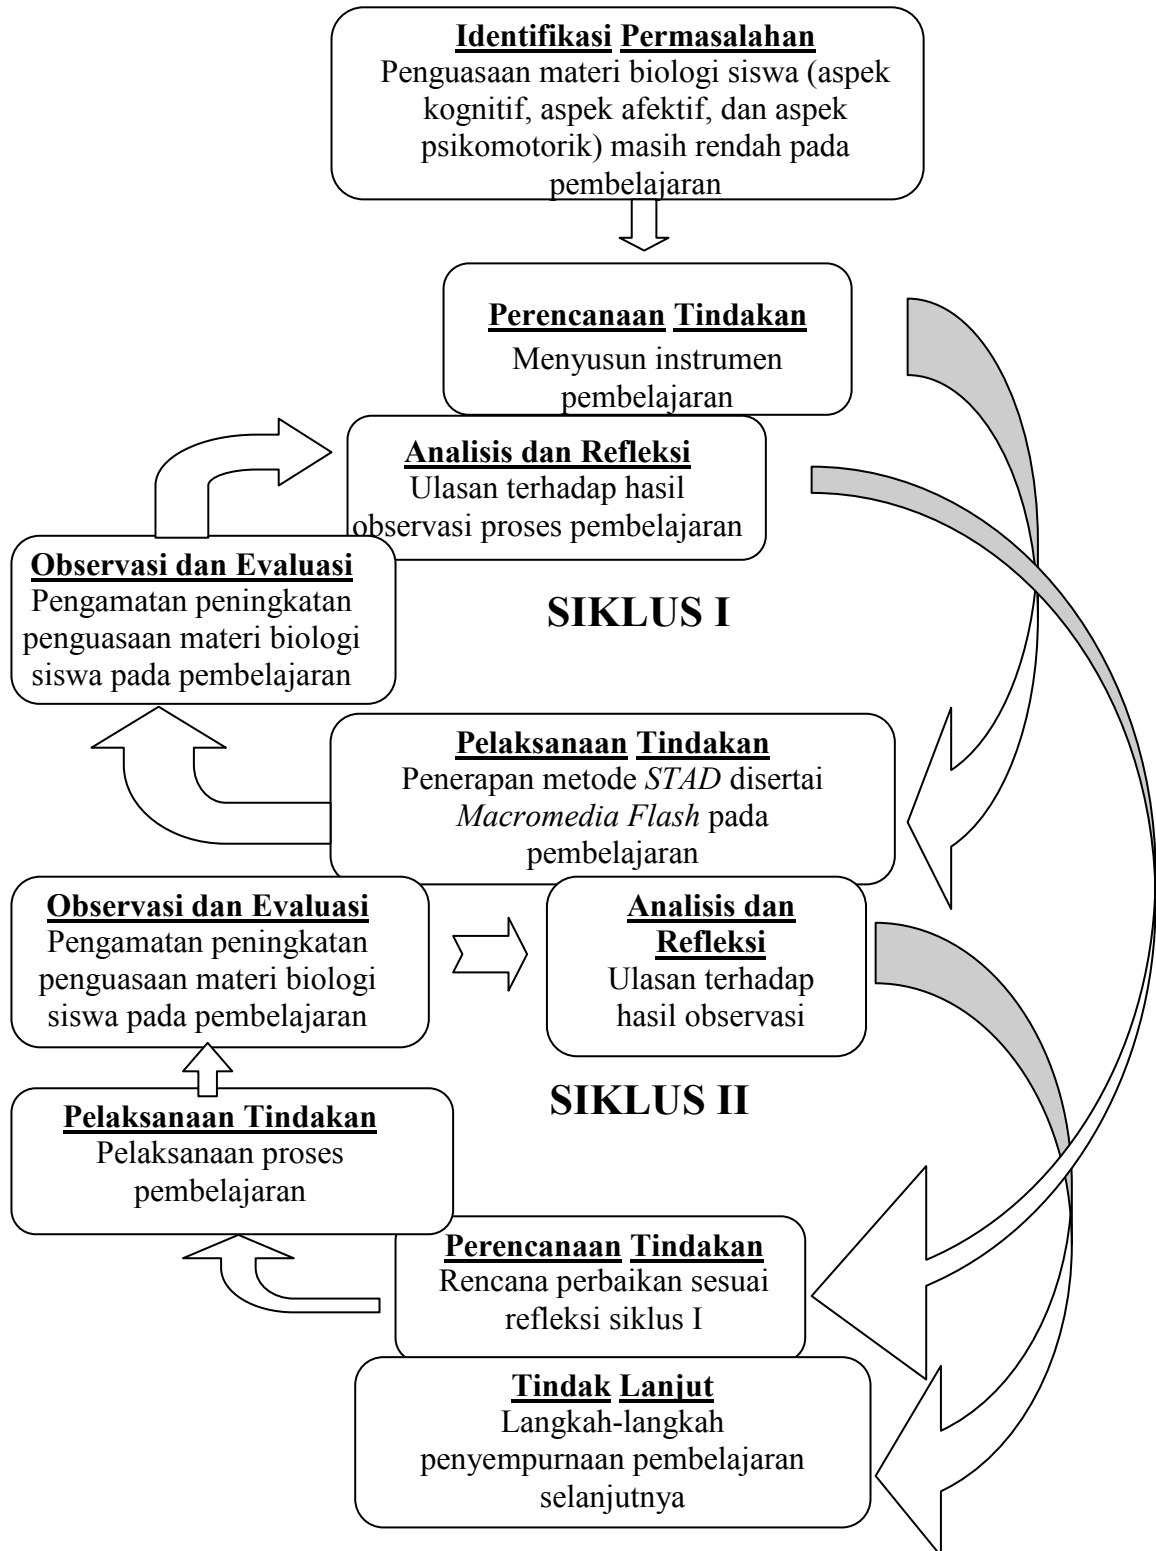 Identifikasi Permasalahan
Penguasaan materi biologi siswa (aspek
kognitif, aspek afektif, dan aspek
psikomotorik) masih rendah pada
pembelajaran
Perencanaan Tindakan
Menyusun instrumen
pembelajaran
Analisis dan Refleksi
Ulasan terhadap hasil
observasi proses pembelajaran
Observasi dan Evaluasi
Pengamatan peningkatan
penguasaan materi biologi
siswa pada pembelajaran
SIKLUS I
Pelaksanaan Tindakan
Penerapan metode STAD disertai
Macromedia Flash pada
pembelajaran
Observasi dan Evaluasi
Pengamatan peningkatan
penguasaan materi biologi
siswa pada pembelajaran
Analisis dan
Refleksi
Ulasan terhadap
hasil observasi
SIKLUS II
Pelaksanaan Tindakan
Pelaksanaan proses
pembelajaran
Perencanaan Tindakan
Rencana perbaikan sesuai
refleksi siklus I
Tindak Lanjut
Langkah-langkah
penyempurnaan pembelajaran
selanjutnya